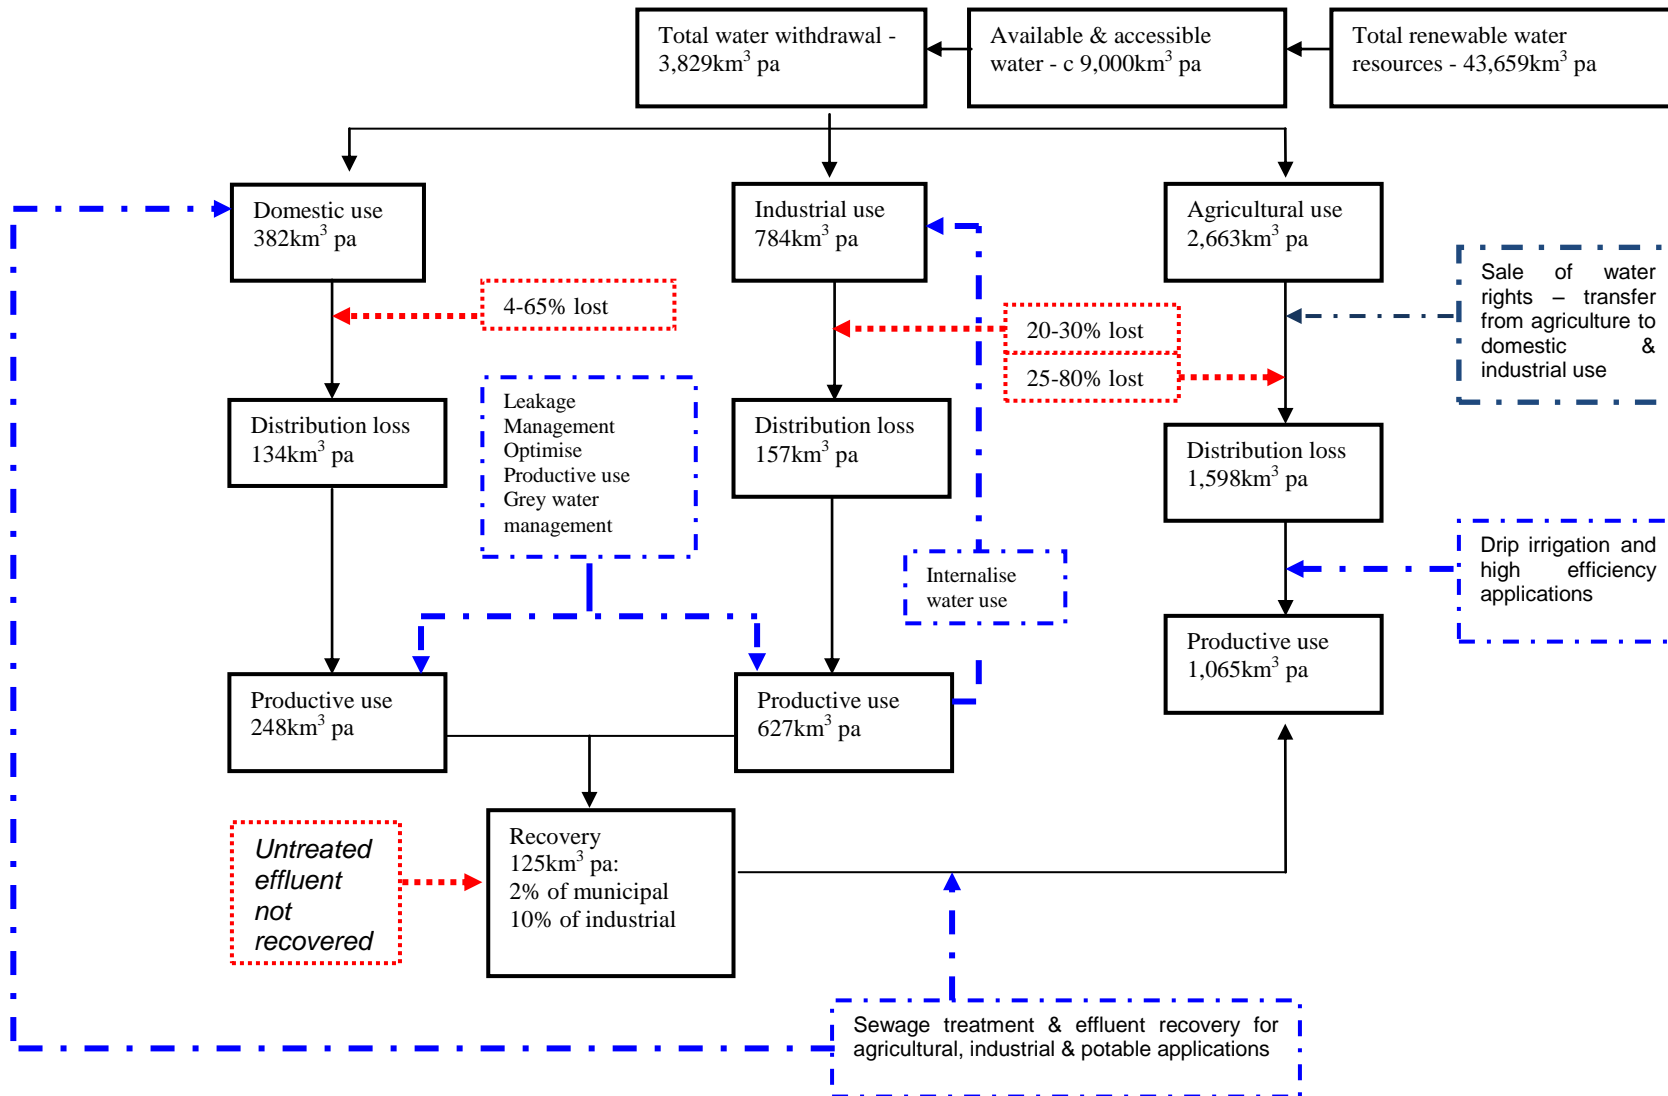 Total water withdrawal -
3,829km³ pa
Available & accessible
water - c 9,000km³ pa
Total renewable water
resources - 43,659km³ pa
Domestic use
382km³ pa
Industrial use
784km³ pa
Agricultural use
2,663km³ pa
Sale of water
rights – transfer
from agriculture to
domestic &
industrial use
4-65% lost
20-30% lost
25-80% lost
Leakage
Management
Optimise
Productive use
Grey water
management
Distribution loss
134km³ pa
Distribution loss
157km³ pa
Distribution loss
1,598km³ pa
Drip irrigation and
high efficiency
applications
Internalise
water use
Productive use
248km³ pa
Productive use
627km³ pa
Productive use
1,065km³ pa
Untreated
effluent
not
recovered
Recovery
125km³ pa:
2% of municipal
10% of industrial
Sewage treatment & effluent recovery for
agricultural, industrial & potable applications